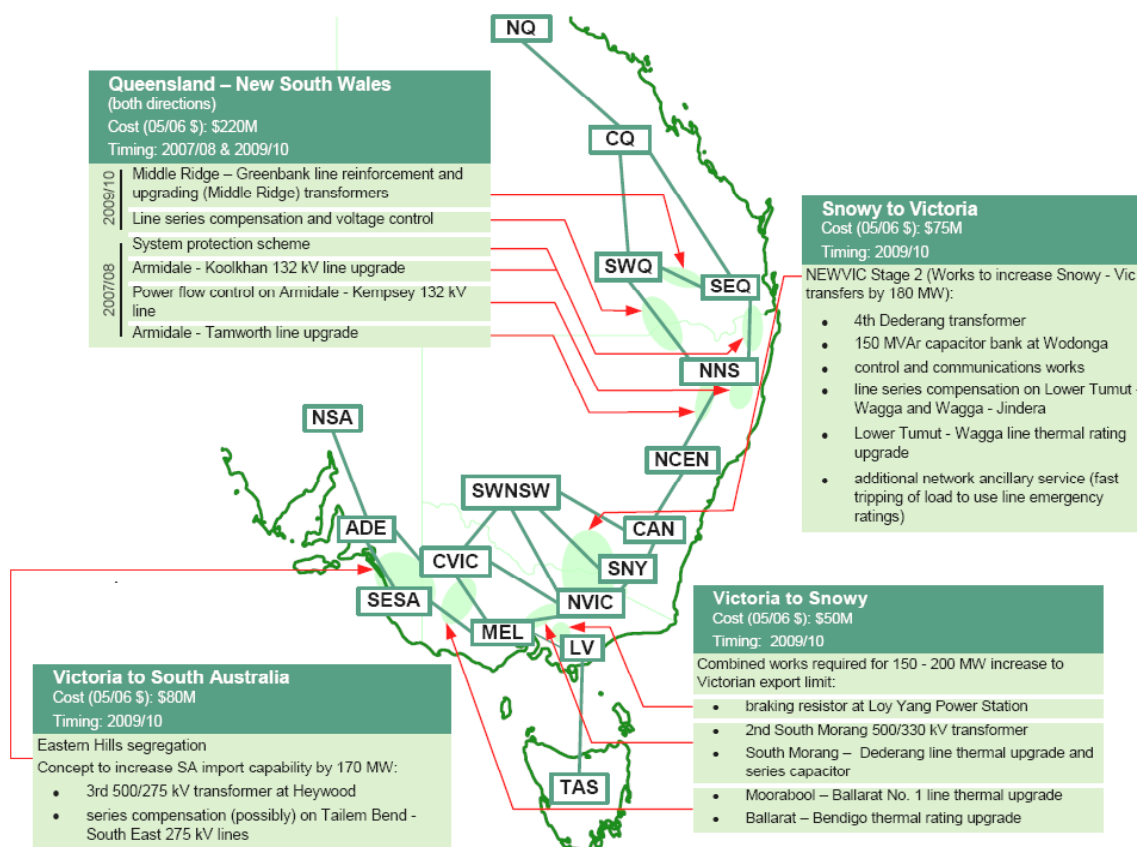 NQ
Queensland – New South Wales
(both directions)
Cost (05/06 $): $220M
Timing: 2007/08 & 2009/10
2009/10
Middle Ridge – Greenbank line reinforcement and
upgrading (Middle Ridge) transformers
Line series compensation and voltage control
2007/08
System protection scheme
Armidale - Koolkhan 132 kV line upgrade
Power flow control on Armidale - Kempsey 132 kV
line
Armidale - Tamworth line upgrade
CQ
SWQ
SEQ
NNS
Snowy to Victoria
Cost (05/06 $): $75M
Timing: 2009/10
NEWVIC Stage 2 (Works to increase Snowy - Vic
transfers by 180 MW):
• 4th Dederang transformer
• 150 MVAr capacitor bank at Wodonga
• control and communications works
• line series compensation on Lower Tumut -
Wagga and Wagga - Jindera
• Lower Tumut - Wagga line thermal rating
upgrade
• additional network ancillary service (fast
tripping of load to use line emergency
ratings)
NSA
NCEN
SWNSW
ADE
CAN
CVIC
SNY
SESA
NVIC
MEL
LV
TAS
Victoria to South Australia
Cost (05/06 $): $80M
Timing: 2009/10
Eastern Hills segregation
Concept to increase SA import capability by 170 MW:
• 3rd 500/275 kV transformer at Heywood
• series compensation (possibly) on Tailem Bend -
South East 275 kV lines
Victoria to Snowy
Cost (05/06 $): $50M
Timing: 2009/10
Combined works required for 150 - 200 MW increase to
Victorian export limit:
• braking resistor at Loy Yang Power Station
• 2nd South Morang 500/330 kV transformer
• South Morang – Dederang line thermal upgrade and
series capacitor
• Moorabool – Ballarat No. 1 line thermal upgrade
• Ballarat – Bendigo thermal rating upgrade